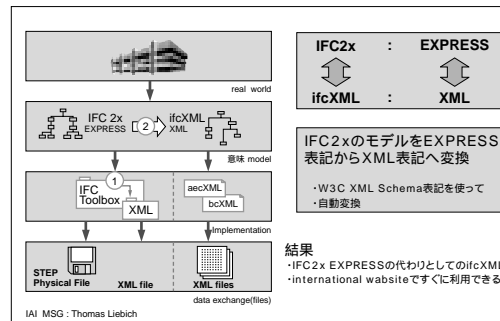 real world
IFC 2x
EXPRESS
2
ifcXML
XML
意味 model
1
IFC
Toolbox
XML
aecXML
bcXML
Implementation
STEP
Physical File
XML file
XML files
data exchange(files)
IAI MSG : Thomas Liebich
IFC2x : EXPRESS
ifcXML : XML
IFC2xのモデルをEXPRESS
表記からXML表記へ変換
・W3C XML Schema表記を使って
・自動変換
結果
・IFC2x EXPRESSの代わりとしてのifcXML
・international wabsiteですぐに利用できる